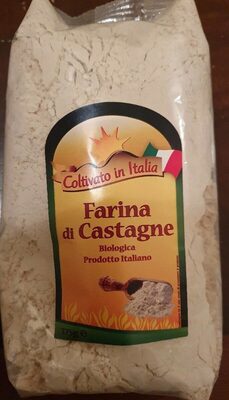 Coltivato in Italia
Farina
di Castagne
Biologica
Prodotto Italiano